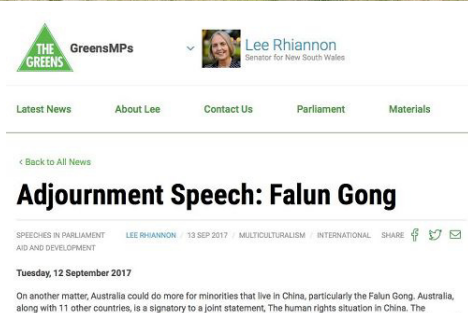 THE
GREENS
GreensMPs
Lee Rhiannon
Senator for New South Wales
Latest News About Lee Contact Us Parliament Materials
< Back to All News
Adjournment Speech: Falun Gong
SPEECHES IN PARLIAMENT LEE RHIANNON / 13 SEP 2017 / MULTICULTURALISM / INTERNATIONAL SHARE
AID AND DEVELOPMENT
Tuesday, 12 September 2017
On another matter, Australia could do more for minorities that live in China, particularly the Falun Gong. Australia,
along with 11 other countries, is a signatory to a joint statement, The human rights situation in China. The